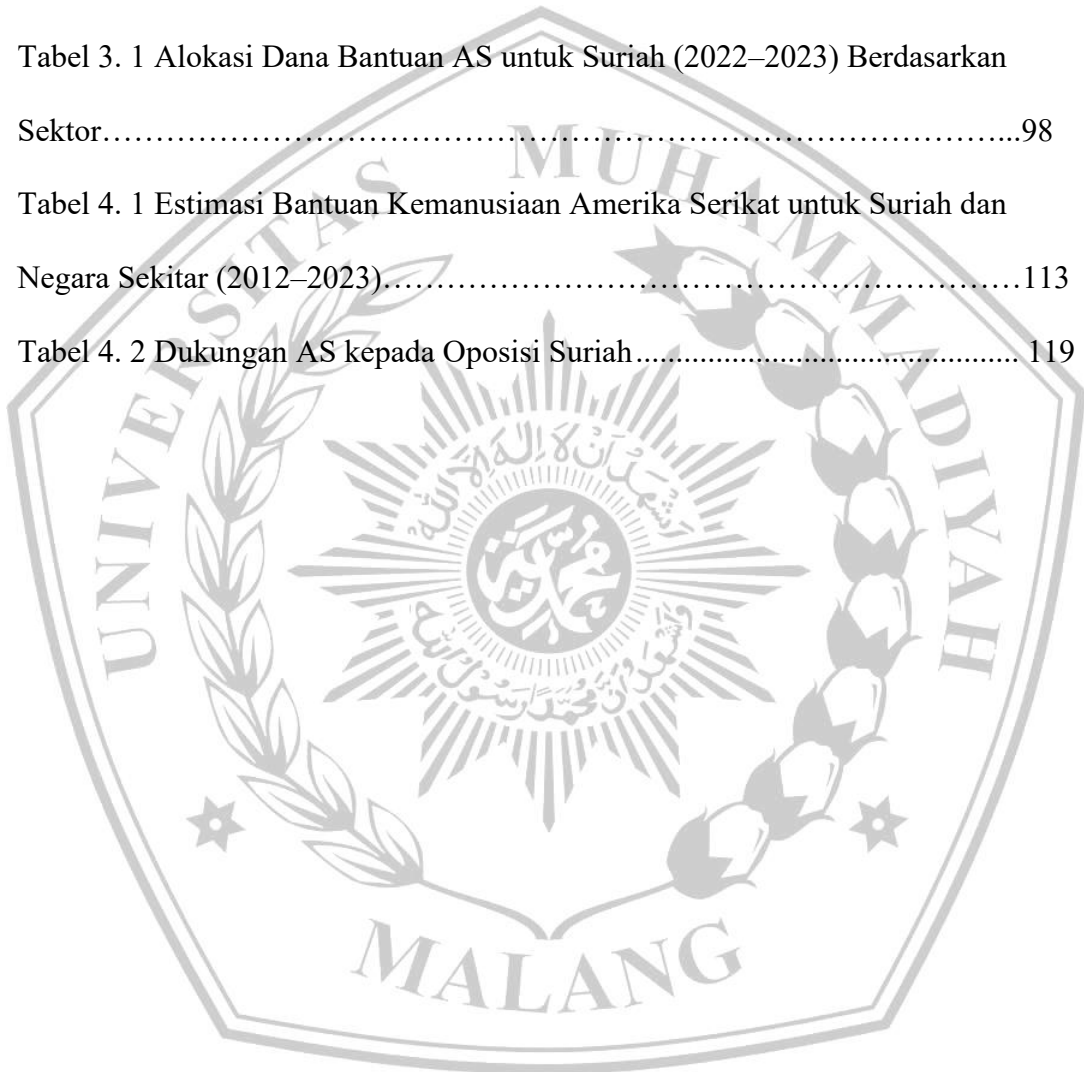 Tabel 3. 1 Alokasi Dana Bantuan AS untuk Suriah (2022–2023) Berdasarkan
Sektor…………………………………………………………………………...98
Tabel 4. 1 Estimasi Bantuan Kemanusiaan Amerika Serikat untuk Suriah dan
Negara Sekitar (2012–2023)……………………………………………………113
Tabel 4. 2 Dukungan AS kepada Oposisi Suriah ................................................ 119
UNIVERSITAS MUHAMMADIYAH
MALANG